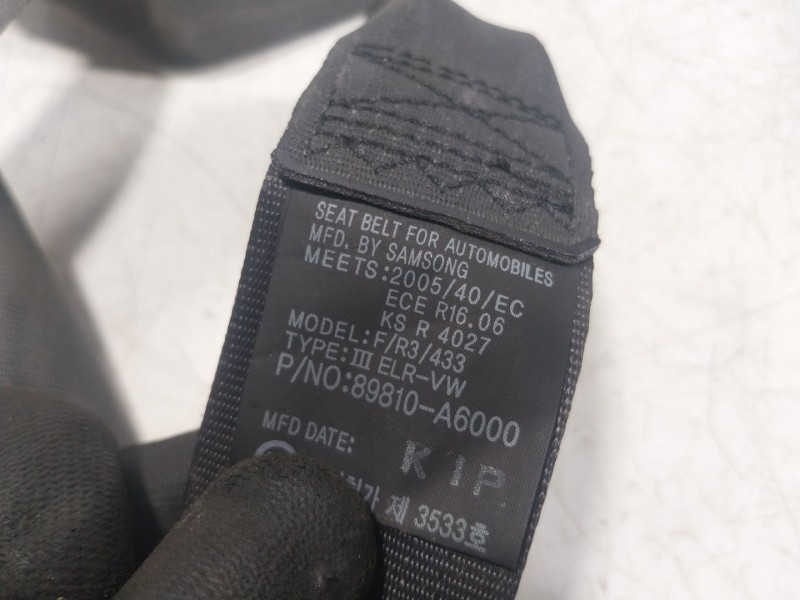 SEAT BELT FOR AUTOMOBILES
MFD. BY SAMSONG
MEETS:2005/40/EC
ECE R16.06
KS R 4027
MODEL:F/R3/433
TYPE:Ⅲ ELR-VW
P/NO:89810-A6000
MFD DATE: KIP
제 3533호